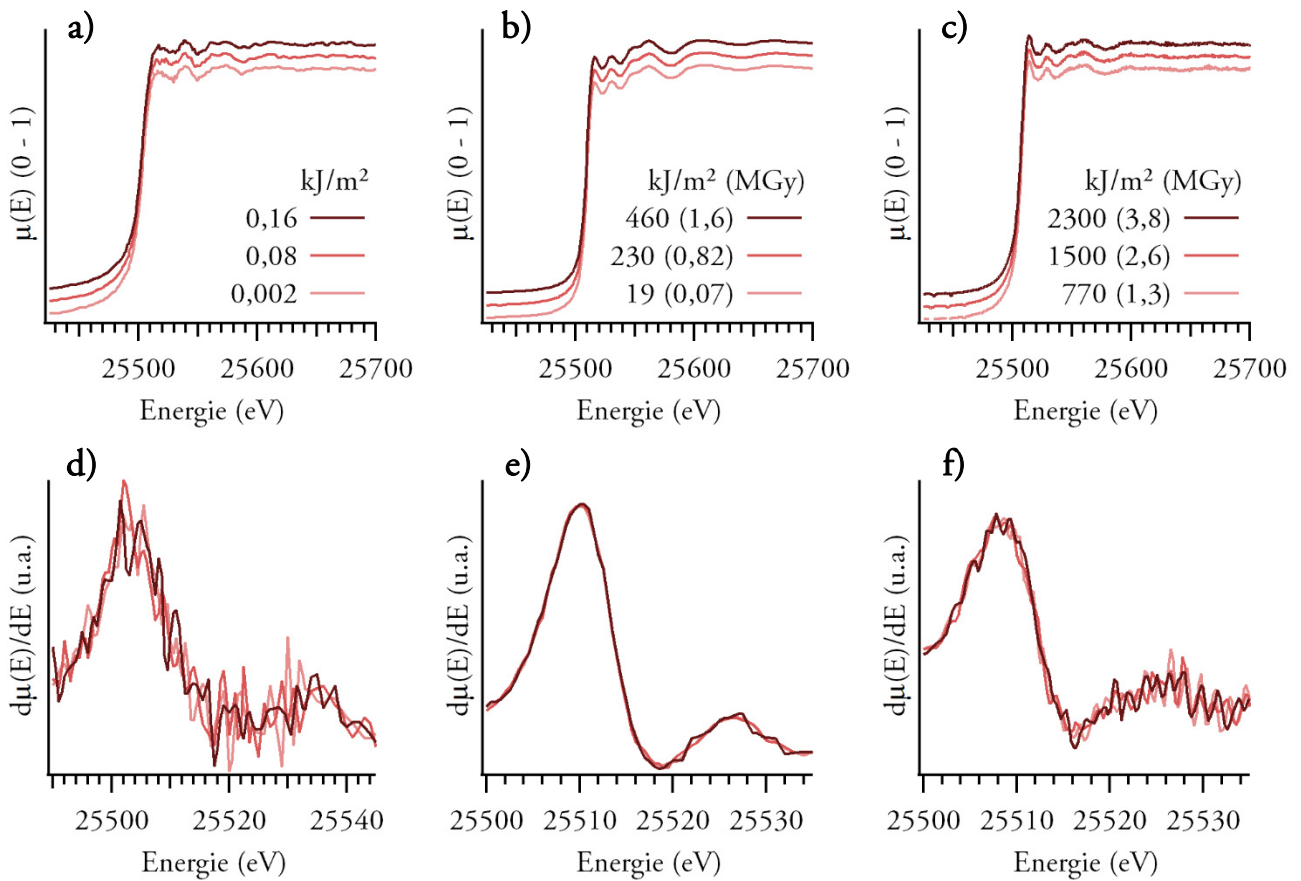 a)
μ(E) (0 - 1)
kJ/m²
0,16
0,08
0,002
25500 25600 25700
Energie (eV)
b)
μ(E) (0 - 1)
kJ/m² (MGy)
460 (1,6)
230 (0,82)
19 (0,07)
25500 25600 25700
Energie (eV)
c)
μ(E) (0 - 1)
kJ/m² (MGy)
2300 (3,8)
1500 (2,6)
770 (1,3)
25500 25600 25700
Energie (eV)
d)
dμ(E)/dE (u.a.)
25500 25520 25540
Energie (eV)
e)
dμ(E)/dE (u.a.)
25500 25510 25520 25530
Energie (eV)
f)
dμ(E)/dE (u.a.)
25500 25510 25520 25530
Energie (eV)